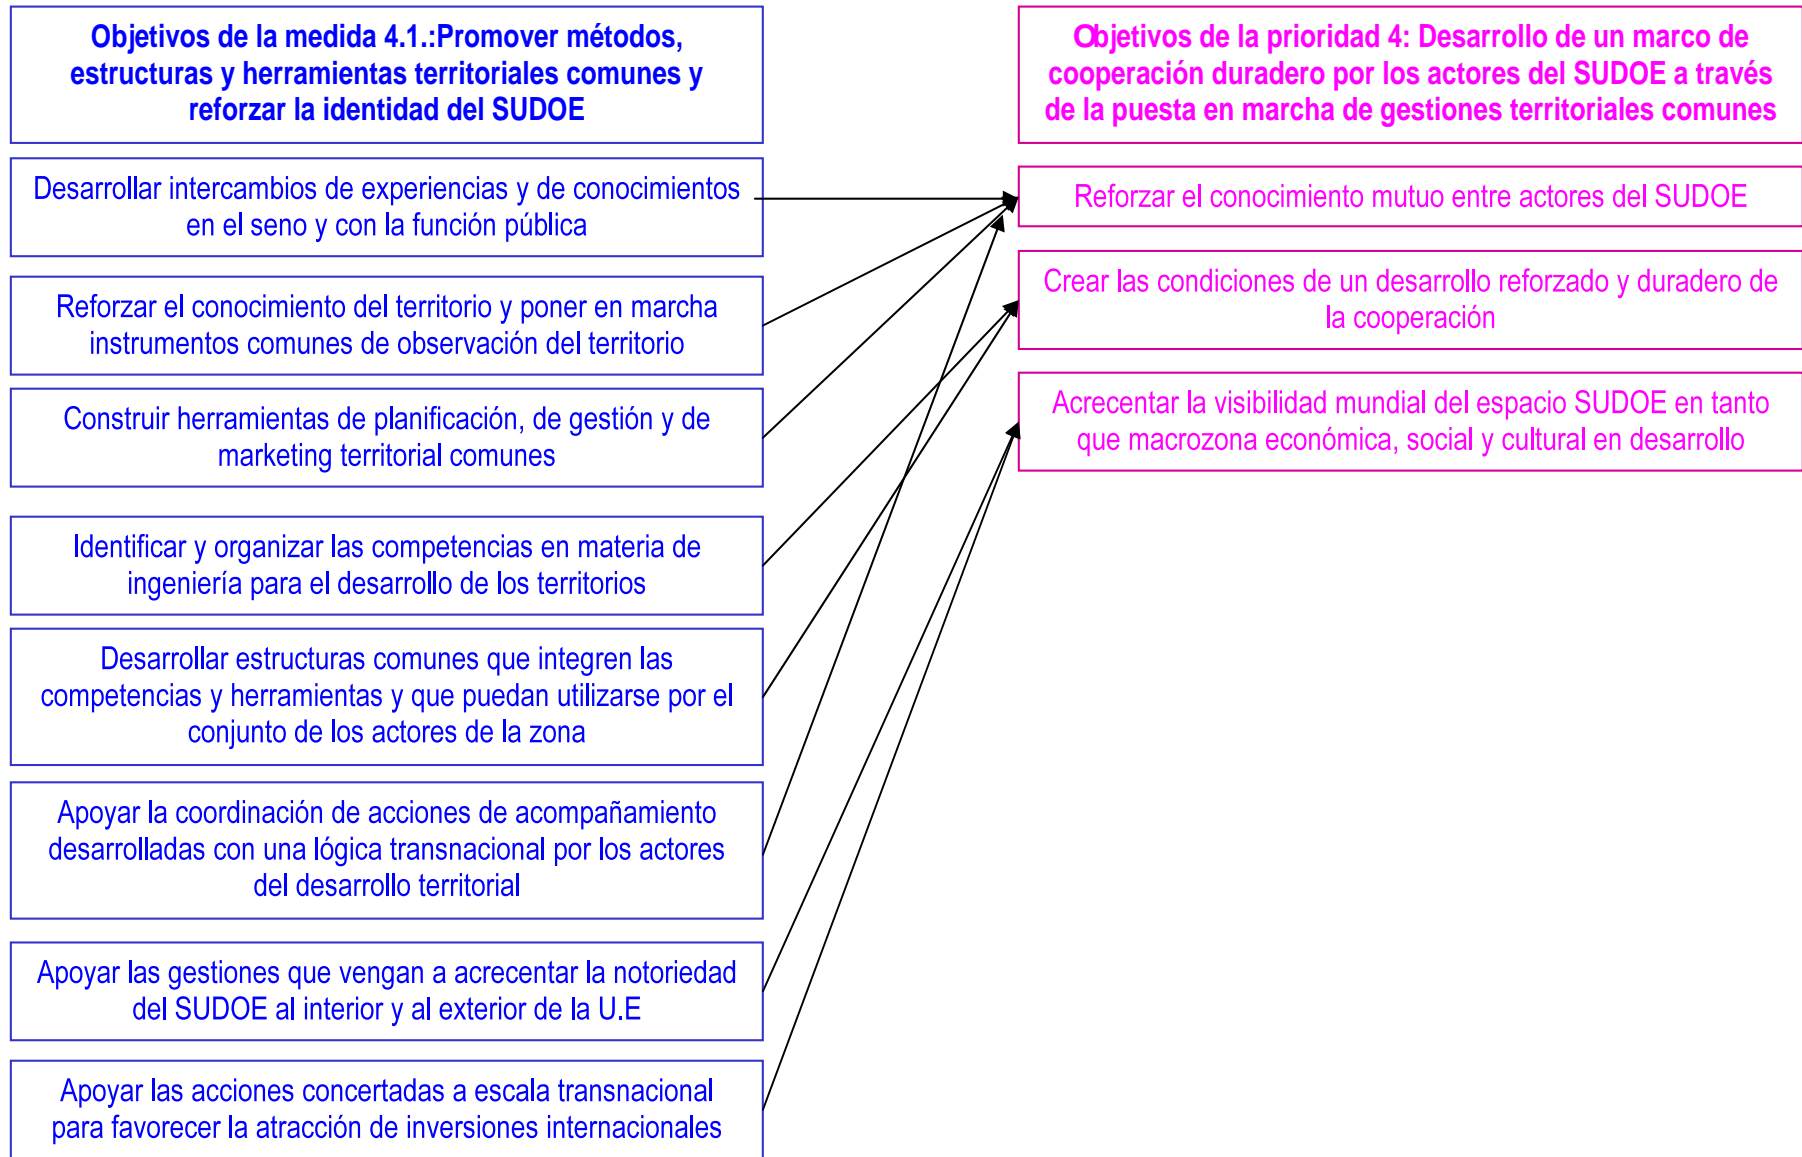 Objetivos de la medida 4.1.:Promover métodos,
estructuras y herramientas territoriales comunes y
reforzar la identidad del SUDOE
Desarrollar intercambios de experiencias y de conocimientos
en el seno y con la función pública
Reforzar el conocimiento del territorio y poner en marcha
instrumentos comunes de observación del territorio
Construir herramientas de planificación, de gestión y de
marketing territorial comunes
Identificar y organizar las competencias en materia de
ingeniería para el desarrollo de los territorios
Desarrollar estructuras comunes que integren las
competencias y herramientas y que puedan utilizarse por el
conjunto de los actores de la zona
Apoyar la coordinación de acciones de acompañamiento
desarrolladas con una lógica transnacional por los actores
del desarrollo territorial
Apoyar las gestiones que vengan a acrecentar la notoriedad
del SUDOE al interior y al exterior de la U.E
Apoyar las acciones concertadas a escala transnacional
para favorecer la atracción de inversiones internacionales
Objetivos de la prioridad 4: Desarrollo de un marco de
cooperación duradero por los actores del SUDOE a través
de la puesta en marcha de gestiones territoriales comunes
Reforzar el conocimiento mutuo entre actores del SUDOE
Crear las condiciones de un desarrollo reforzado y duradero de
la cooperación
Acrecentar la visibilidad mundial del espacio SUDOE en tanto
que macrozona económica, social y cultural en desarrollo